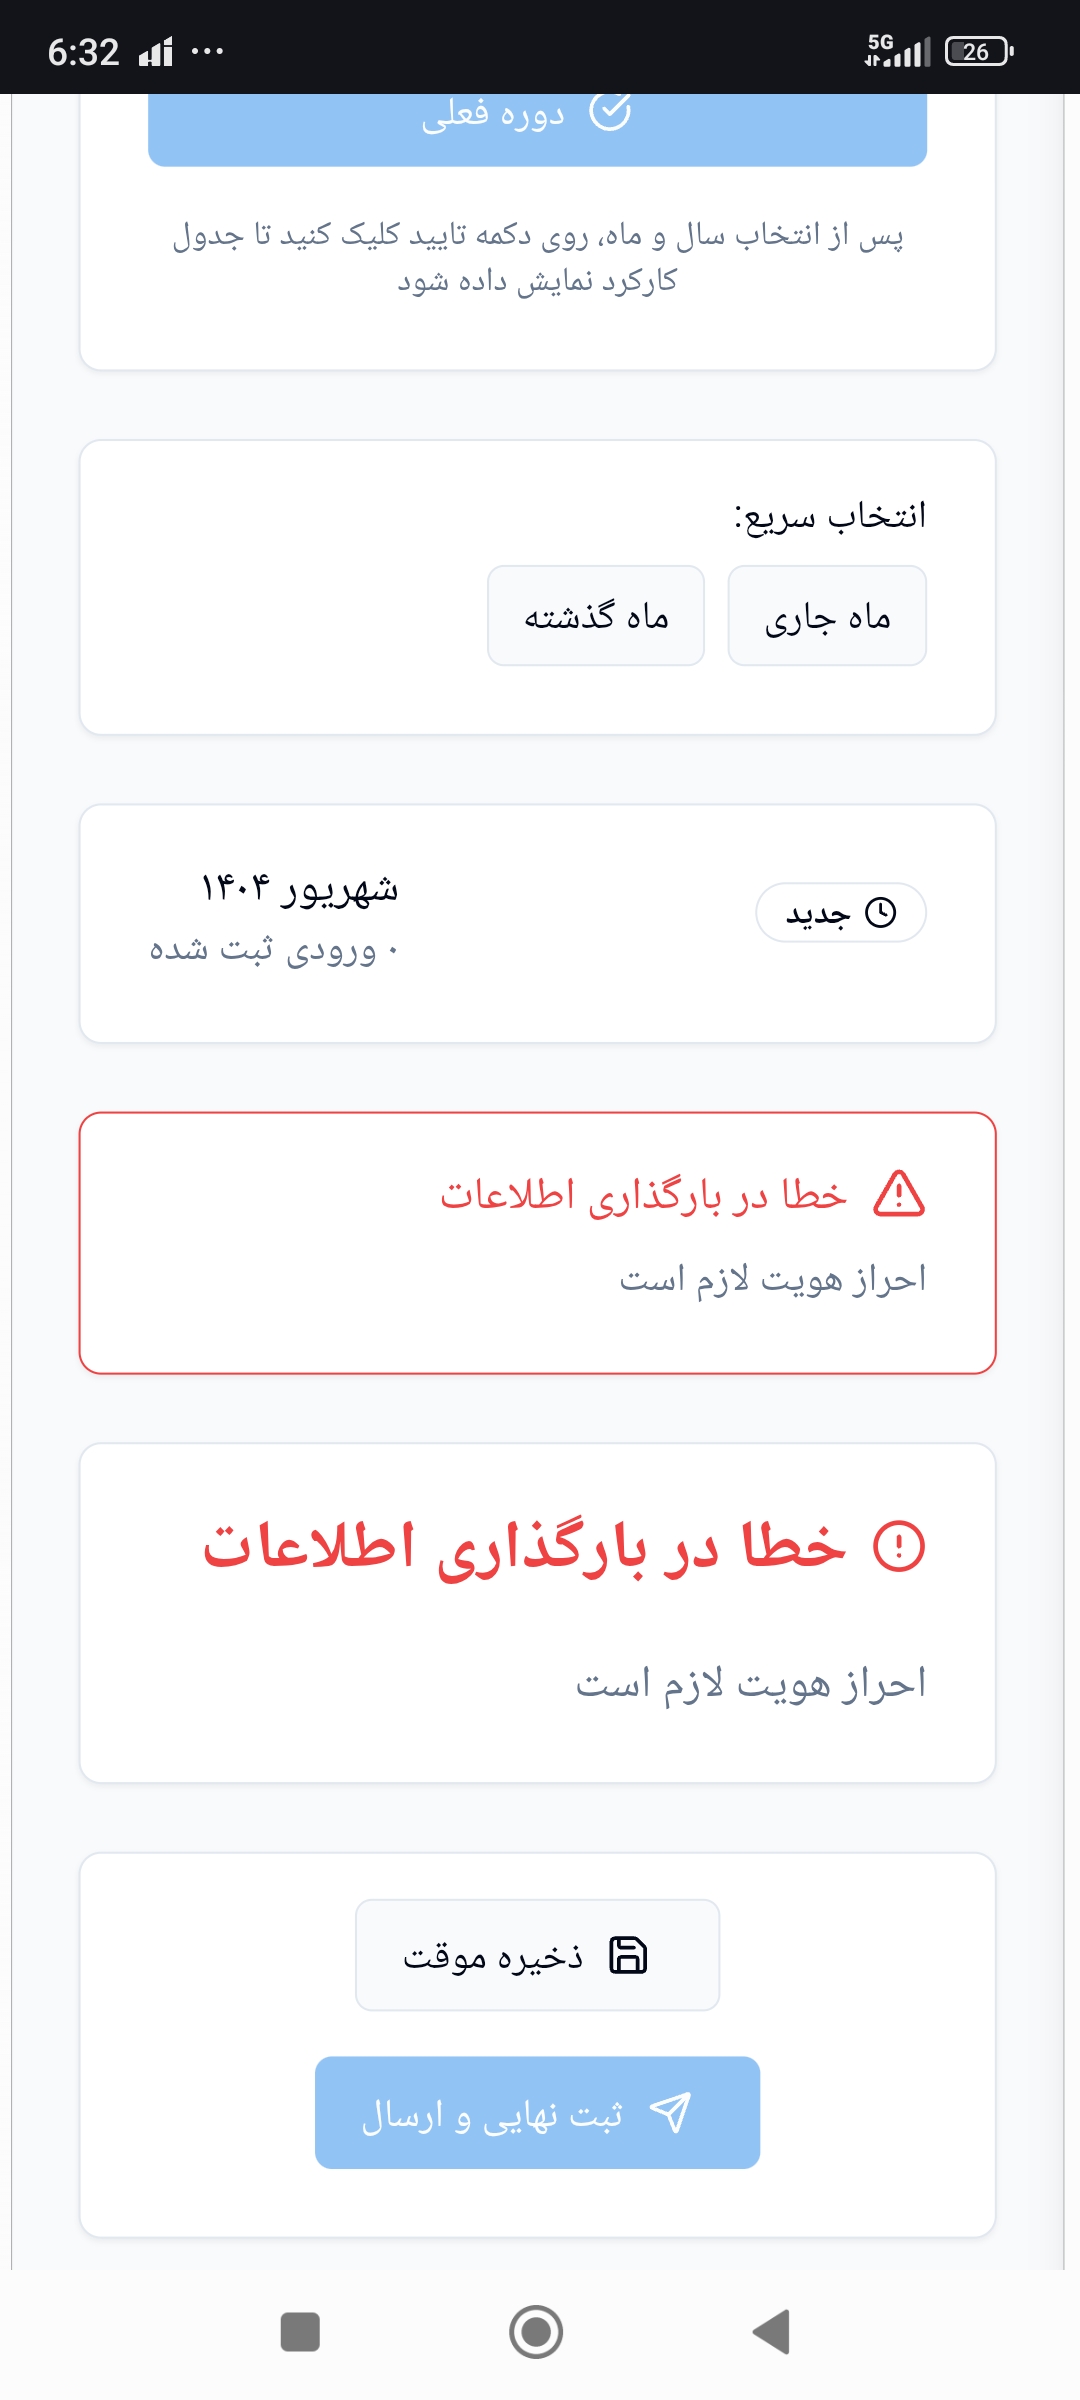 6:32
5G
26
دوره فعلی
پس از انتخاب سال و ماه، روی دکمه تایید کلیک کنید تا جدول
کارکرد نمایش داده شود
انتخاب سریع:
ماه جاری
ماه گذشته
جدید
شهریور ۱۴۰۴
۰ ورودی ثبت شده
خطا در بارگذاری اطلاعات
احراز هویت لازم است
خطا در بارگذاری اطلاعات
احراز هویت لازم است
ذخیره موقت
ثبت نهایی و ارسال